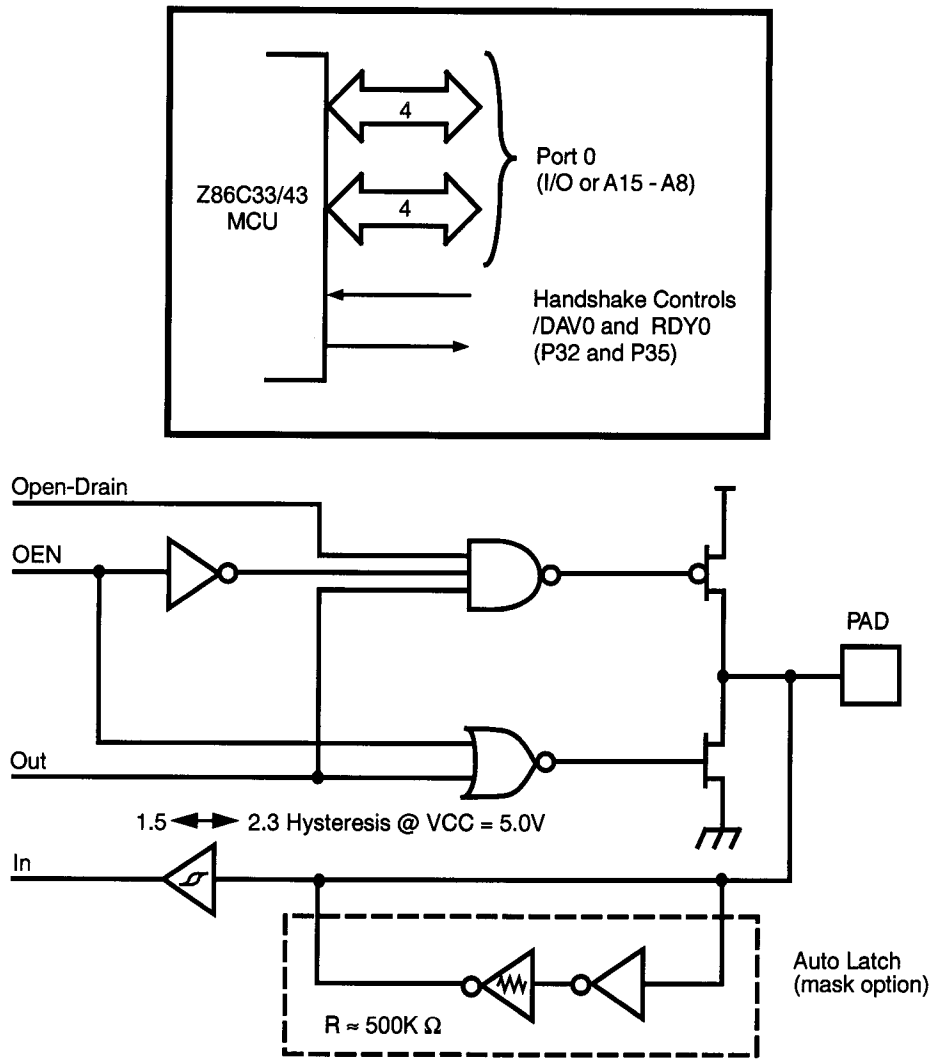 4
Port 0
(I/O or A15 - A8)
Z86C33/43
MCU
4
Handshake Controls
/DAV0 and RDY0
(P32 and P35)
Open-Drain
OEN
PAD
Out
1.5 2.3 Hysteresis @ VCC = 5.0V
In
Auto Latch
(mask option)
R ≈ 500K Ω